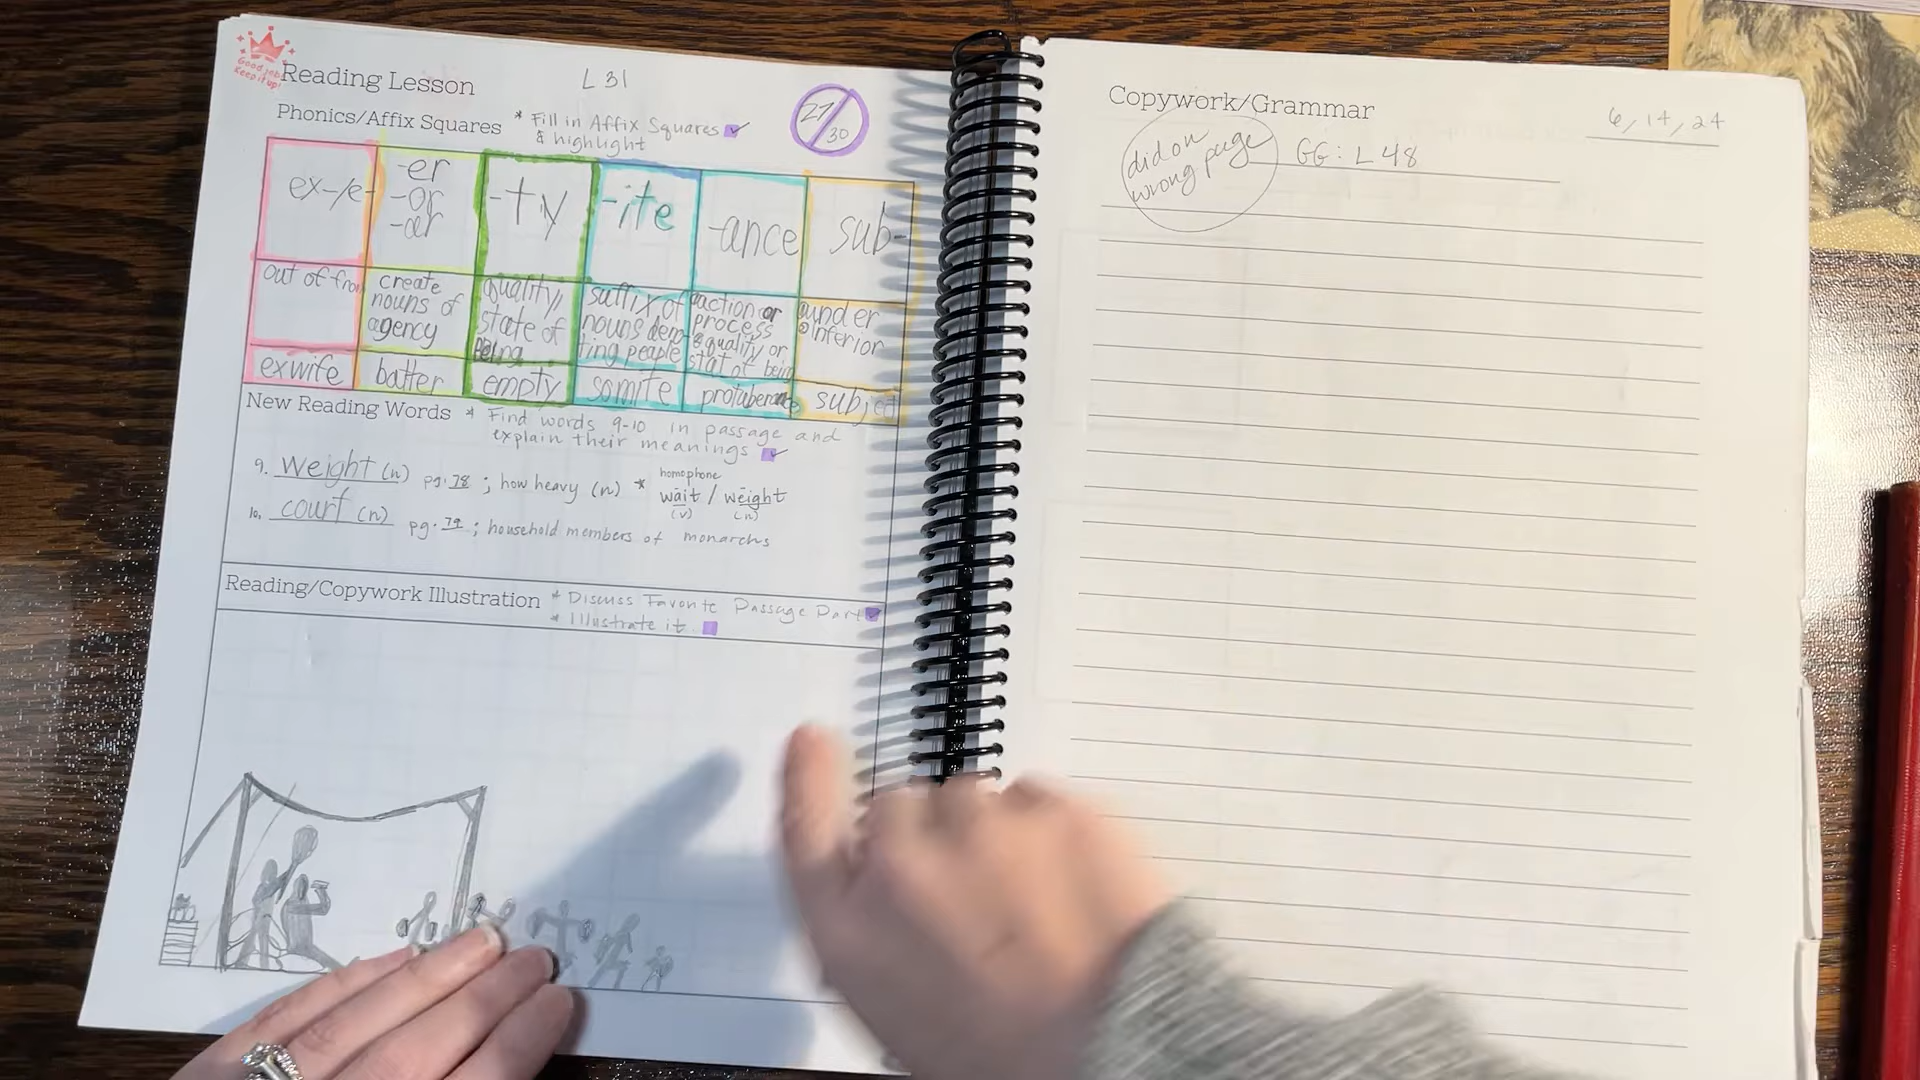 Good job!
Keep it up!
Reading Lesson
L 31
Phonics/Affix Squares
* Fill in Affix Squares
& highlight
27/30
ex-/e-
-er
-or
-ar
-ty
-ite
-ance
sub-
out of from
create
nouns of
agency
quality,
state of
being
suffix of
nouns deno-
ting people
action or
process
quality or
stat of being
under
inferior
exwife
batter
empty
somite
protuberance
subject
New Reading Words
* Find words 9-10 in passage and
explain their meanings
9. weight (n) pg. 78 ; how heavy (n) * homophone
wait / weight
(v) (n)
10. court (n) pg. 79 ; household members of monarchs
Reading/Copywork Illustration
* Discuss Favorite Passage Part
* Illustrate it
Copywork/Grammar
6, 14, 24
did on
wrong page
GG: L 48